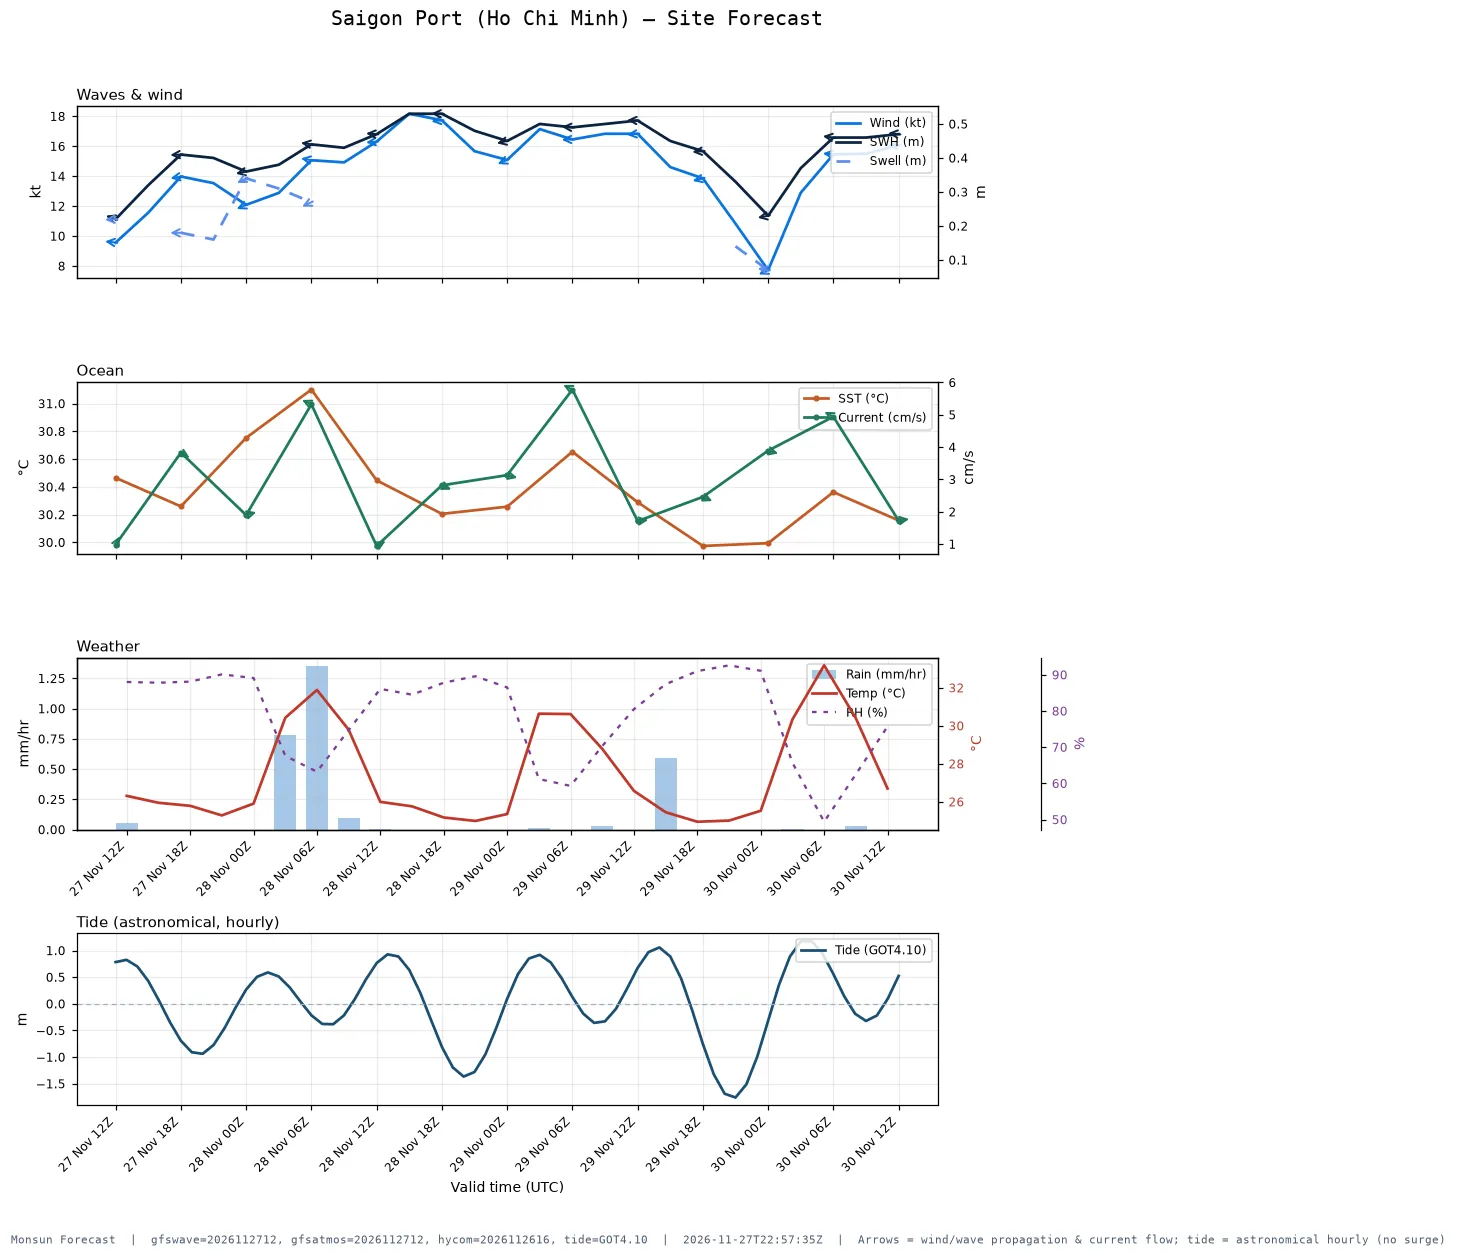 Saigon Port (Ho Chi Minh) — Site Forecast
Waves & wind
18
16
14
12
10
8
kt
0.5
0.4
0.3
0.2
0.1
m
Wind (kt)
SWH (m)
Swell (m)
Ocean
31.0
30.8
30.6
30.4
30.2
30.0
°C
6
5
4
3
2
1
cm/s
SST (°C)
Current (cm/s)
Weather
1.25
1.00
0.75
0.50
0.25
0.00
mm/hr
32
30
28
26
°C
90
80
70
60
50
%
Rain (mm/hr)
Temp (°C)
RH (%)
27 Nov 12Z
27 Nov 18Z
28 Nov 00Z
28 Nov 06Z
28 Nov 12Z
28 Nov 18Z
29 Nov 00Z
29 Nov 06Z
29 Nov 12Z
29 Nov 18Z
30 Nov 00Z
30 Nov 06Z
30 Nov 12Z
Tide (astronomical, hourly)
1.0
0.5
0.0
−0.5
−1.0
−1.5
m
Tide (GOT4.10)
27 Nov 12Z
27 Nov 18Z
28 Nov 00Z
28 Nov 06Z
28 Nov 12Z
28 Nov 18Z
29 Nov 00Z
29 Nov 06Z
29 Nov 12Z
29 Nov 18Z
30 Nov 00Z
30 Nov 06Z
30 Nov 12Z
Valid time (UTC)
Monsun Forecast | gfswave=2026112712, gfsatmos=2026112712, hycom=2026112616, tide=GOT4.10 | 2026-11-27T22:57:35Z | Arrows = wind/wave propagation & current flow; tide = astronomical hourly (no surge)